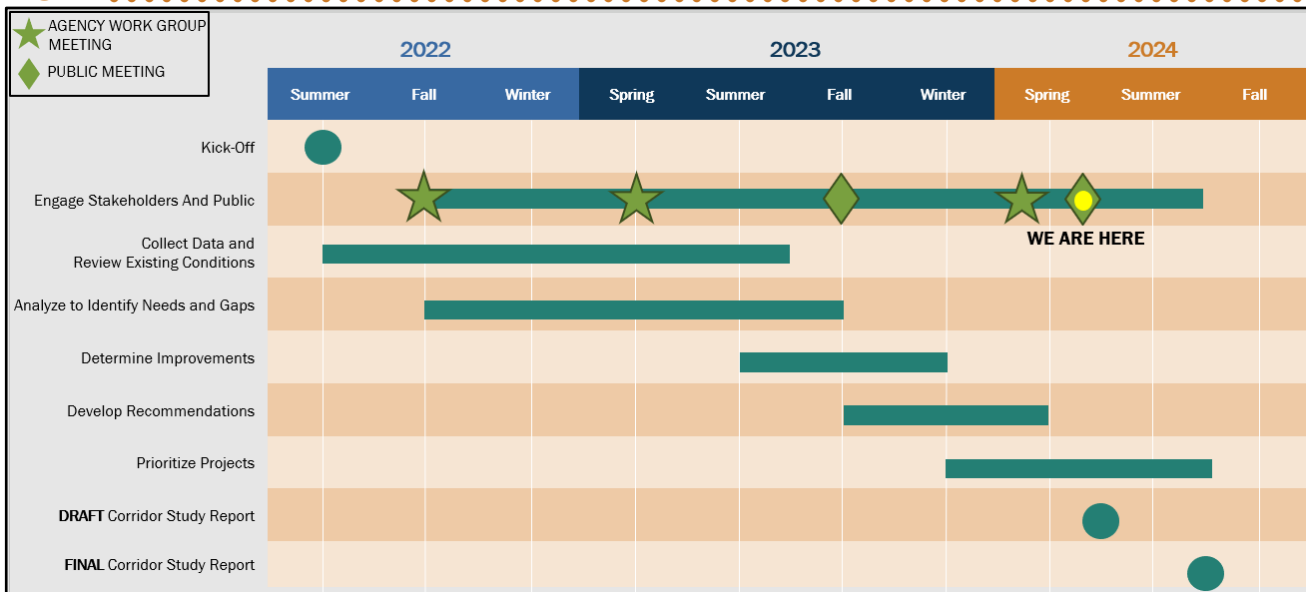 AGENCY WORK GROUP
MEETING
PUBLIC MEETING
2022 2023 2024
Summer Fall Winter Spring Summer Fall Winter Spring Summer Fall
Kick-Off
Engage Stakeholders And Public
WE ARE HERE
Collect Data and
Review Existing Conditions
Analyze to Identify Needs and Gaps
Determine Improvements
Develop Recommendations
Prioritize Projects
DRAFT Corridor Study Report
FINAL Corridor Study Report